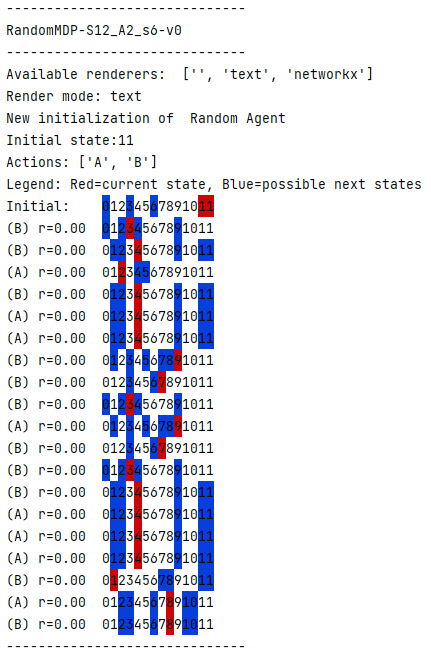 ------------------------------
RandomMDP-S12_A2_s6-v0
------------------------------
Available renderers:  ['', 'text', 'networkx']
Render mode: text
New initialization of  Random Agent
Initial state:11
Actions: ['A', 'B']
Legend: Red=current state, Blue=possible next states
Initial:    01234567891011
(B) r=0.00  01234567891011
(B) r=0.00  01234567891011
(A) r=0.00  01234567891011
(B) r=0.00  01234567891011
(A) r=0.00  01234567891011
(A) r=0.00  01234567891011
(B) r=0.00  01234567891011
(B) r=0.00  01234567891011
(B) r=0.00  01234567891011
(A) r=0.00  01234567891011
(B) r=0.00  01234567891011
(B) r=0.00  01234567891011
(B) r=0.00  01234567891011
(A) r=0.00  01234567891011
(A) r=0.00  01234567891011
(A) r=0.00  01234567891011
(B) r=0.00  01234567891011
(A) r=0.00  01234567891011
(B) r=0.00  01234567891011
------------------------------